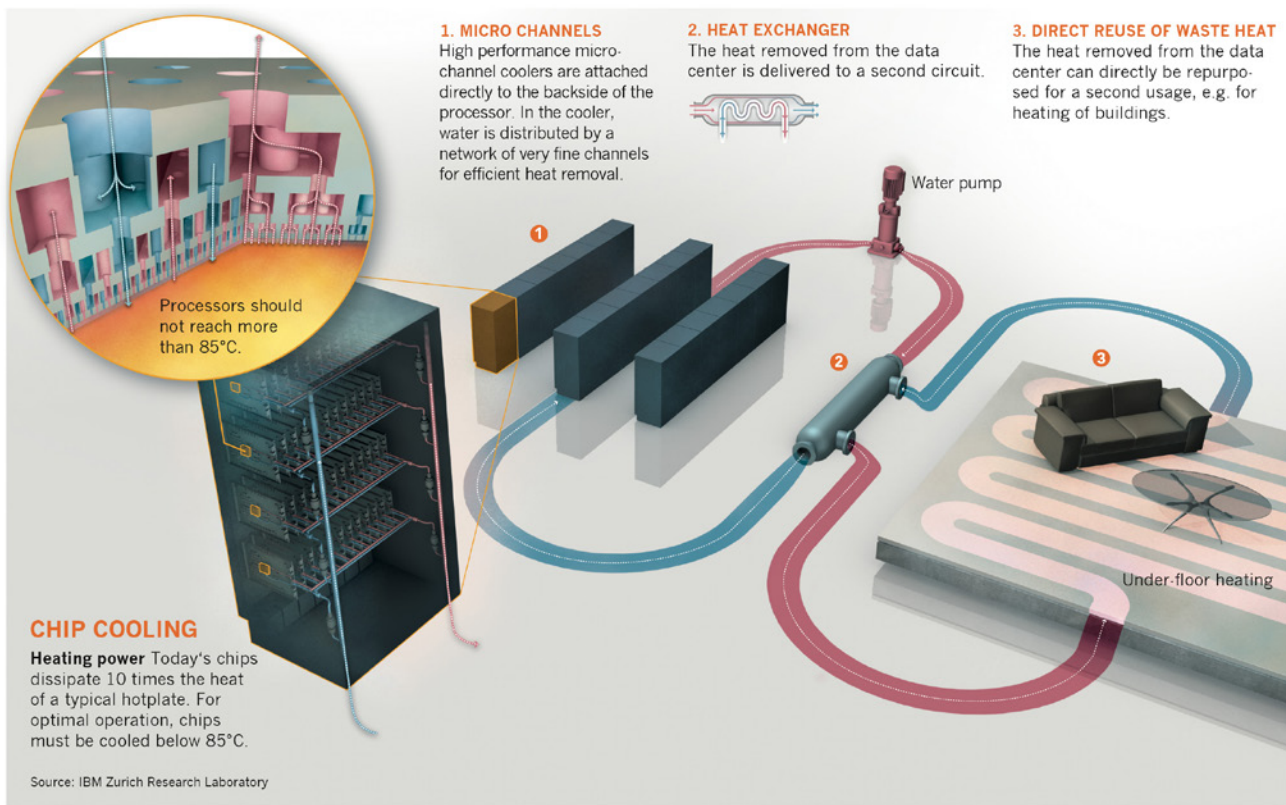 1. MICRO CHANNELS
High performance micro-
channel coolers are attached
directly to the backside of the
processor. In the cooler,
water is distributed by a
network of very fine channels
for efficient heat removal.
2. HEAT EXCHANGER
The heat removed from the data
center is delivered to a second circuit.
3. DIRECT REUSE OF WASTE HEAT
The heat removed from the data
center can directly be repurpo-
sed for a second usage, e.g. for
heating of buildings.
Water pump
1
2
3
Processors should
not reach more
than 85°C.
Under-floor heating
CHIP COOLING
Heating power Today's chips
dissipate 10 times the heat
of a typical hotplate. For
optimal operation, chips
must be cooled below 85°C.
Source: IBM Zurich Research Laboratory